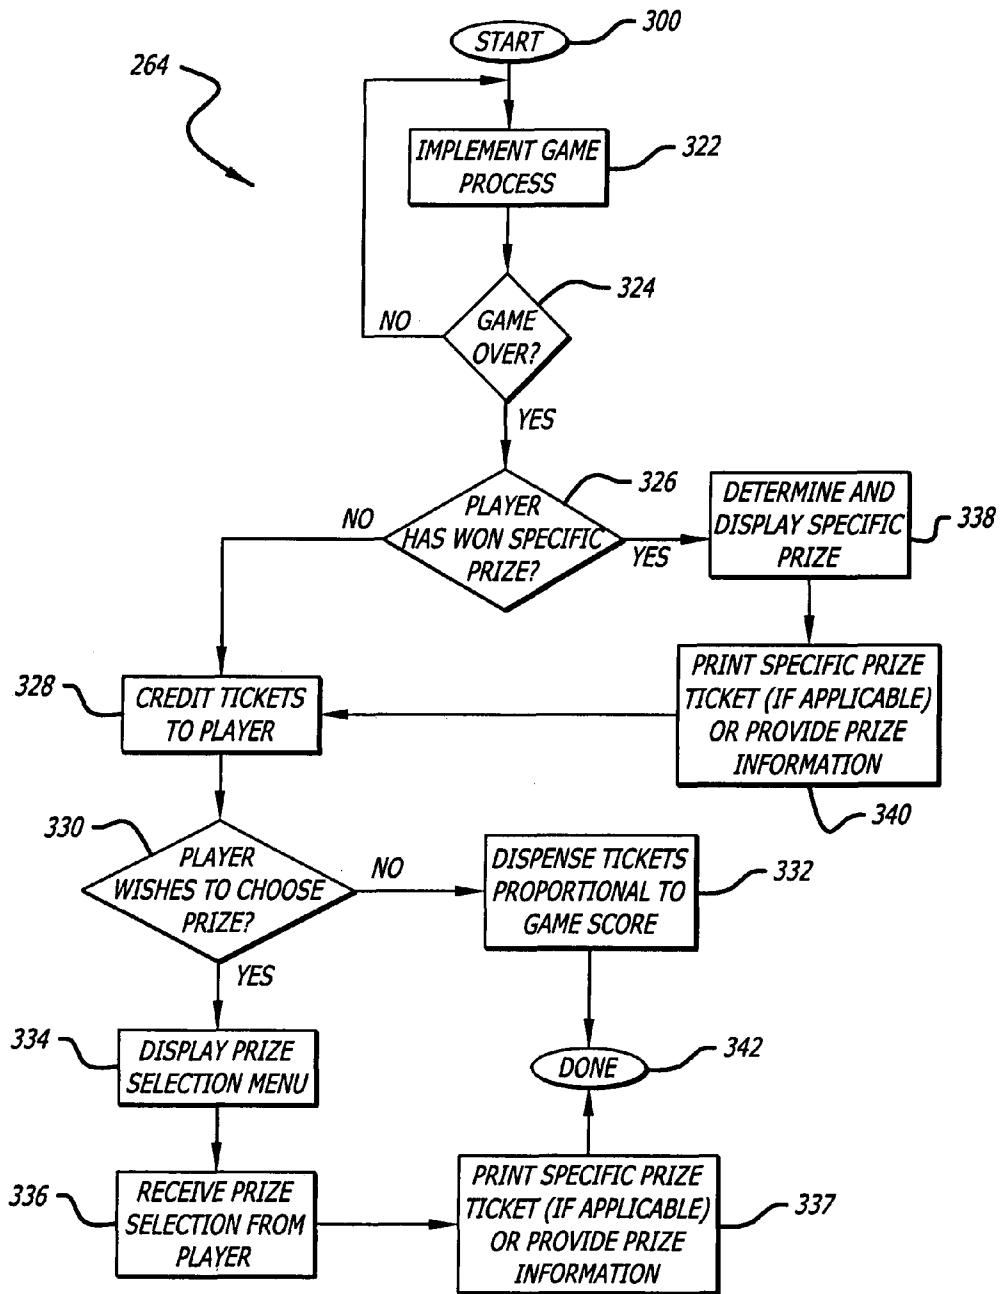 START
300
264
IMPLEMENT GAME
PROCESS
322
GAME
OVER?
324
NO
YES
PLAYER
HAS WON SPECIFIC
PRIZE?
326
NO
YES
DETERMINE AND
DISPLAY SPECIFIC
PRIZE
338
PRINT SPECIFIC PRIZE
TICKET (IF APPLICABLE)
OR PROVIDE PRIZE
INFORMATION
340
328
CREDIT TICKETS
TO PLAYER
330
PLAYER
WISHES TO CHOOSE
PRIZE?
NO
YES
DISPENSE TICKETS
PROPORTIONAL TO
GAME SCORE
332
334
DISPLAY PRIZE
SELECTION MENU
DONE
342
336
RECEIVE PRIZE
SELECTION FROM
PLAYER
PRINT SPECIFIC PRIZE
TICKET (IF APPLICABLE)
OR PROVIDE PRIZE
INFORMATION
337